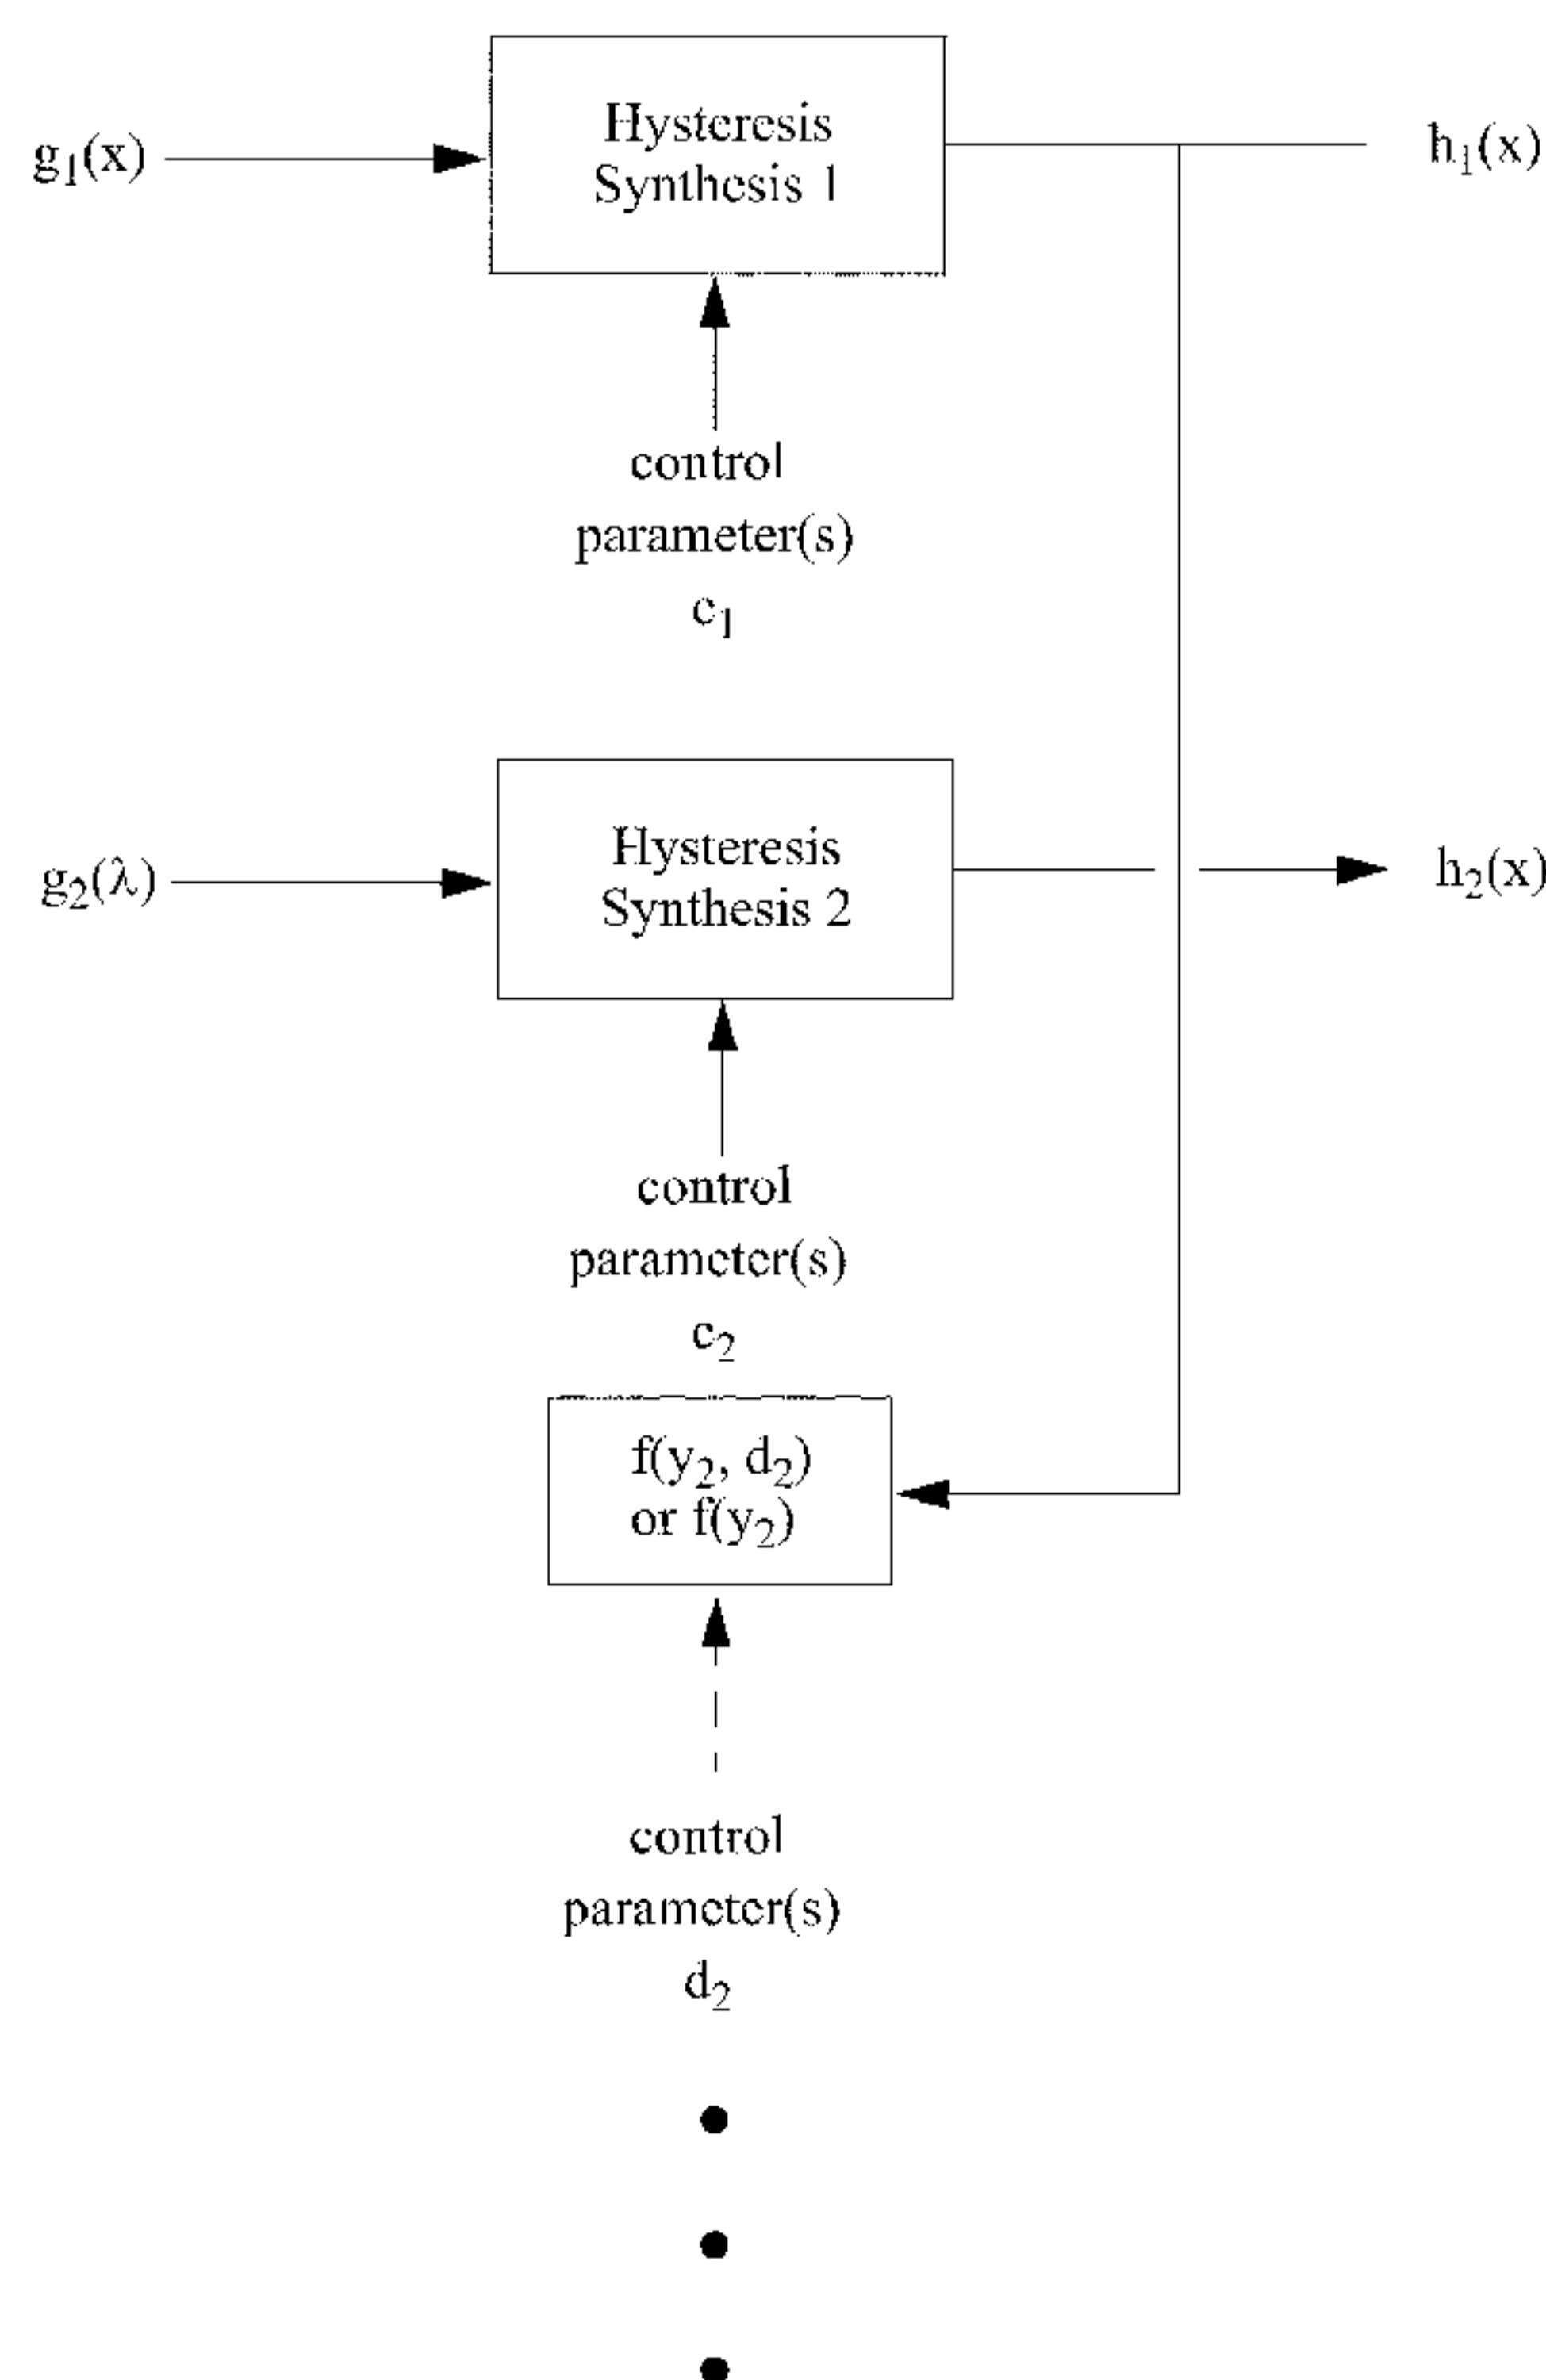 g₁(x)
Hysteresis
Synthesis 1
h₁(x)
control
parameter(s)
c₁
g₂(λ)
Hysteresis
Synthesis 2
h₂(x)
control
parameter(s)
c₂
f(y₂, d₂)
or f(y₂)
control
parameter(s)
d₂